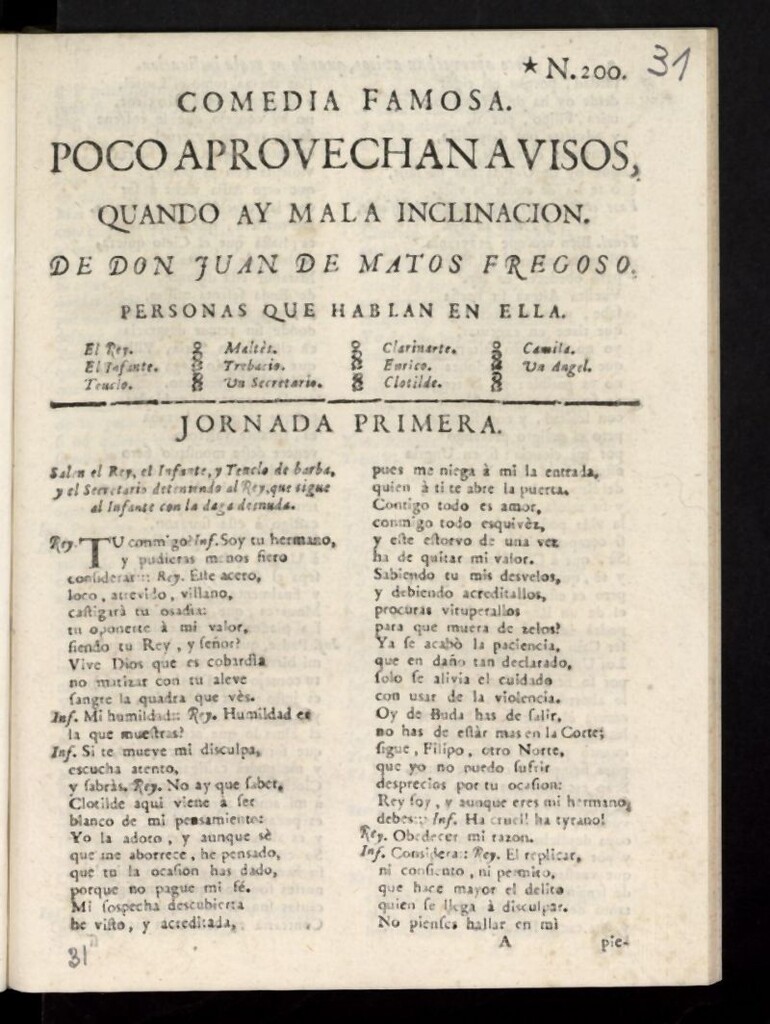 ★ N. 200. 31
COMEDIA FAMOSA.
POCO APROVECHAN AVISOS,
QUANDO AY MALA INCLINACION.
DE DON JUAN DE MATOS FREGOSO.
PERSONAS QUE HABLAN EN ELLA.
El Rey. Maltès. Clarinarte. Camila.
El Infante. Trebacio. Enrico. Un Angel.
Teuclo. Un Secretario. Clotilde.
JORNADA PRIMERA.
Salen el Rey, el Infante, y Teuclo de barba,
y el Secretario deteniendo al Rey, que sigue
al Infante con la daga desnuda.
Rey. TU conmigo? Inf. Soy tu hermano,
y pudieras menos fiero
considerar:: Rey. Este acero,
loco, atrevido, villano,
castigarà tu osadia:
tu oponerte à mi valor,
siendo tu Rey, y señor?
Vive Dios que es cobardia
no matizar con tu aleve
sangre la quadra que vès.
Inf. Mi humildad:: Rey. Humildad es
la que muestras?
Inf. Si te mueve mi disculpa,
escucha atento,
y sabràs. Rey. No ay que saber,
Clotilde aqui viene à ser
blanco de mi pensamiento:
Yo la adoro, y aunque sè
que me aborrece, he pensado,
que tu la ocasion has dado,
porque no pague mi fé.
Mi sospecha descubierta
he visto, y acreditada,
pues me niega à mi la entrada,
quien à ti te abre la puerta.
Contigo todo es amor,
conmigo todo esquivèz,
y este estorvo de una vez
ha de quitar mi valor.
Sabiendo tu mis desvelos,
y debiendo acreditallos,
procuras vituperallos
para que muera de zelos?
Ya se acabò la paciencia,
que en daño tan declarado,
solo se alivia el cuidado
con usar de la violencia.
Oy de Buda has de salir,
no has de estàr mas en la Corte;
sigue, Filipo, otro Norte,
que yo no puedo sufrir
desprecios por tu ocasion:
Rey soy, y aunque eres mi hermano,
debes:: Inf. Ha cruel! ha tyrano!
Rey. Obedecer mi razon.
Inf. Considera:: Rey. El replicar,
ni consiento, ni permito,
que hace mayor el delito
quien se llega à disculpar.
No pienses hallar en mi
A pie-
31